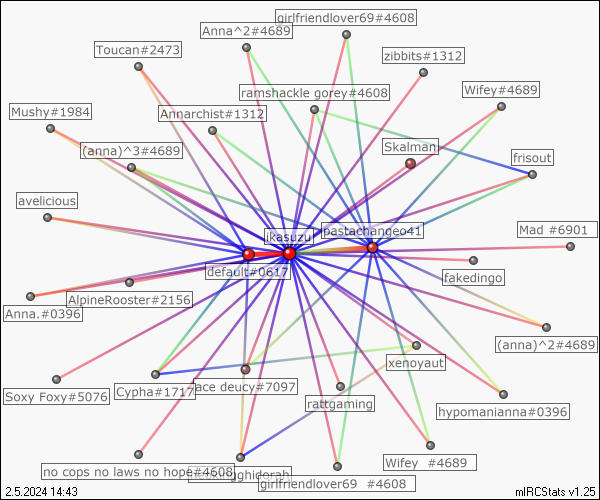 girlfriendlover69#4608
Anna^2#4689
Toucan#2473
zibbits#1312
Wifey#4689
ramshackle gorey#4608
Mushy#1984
Annarchist#1312
(anna)^3#4689
Skalman
frisout
avelicious
ikasuzu
pastachangeo41
Mad #6901
default#0617
fakedingo
AlpineRooster#2156
Anna.#0396
(anna)^2#4689
xenoyaut
Soxy Foxy#5076
Cypha#1717
ace deucy#7097
rattgaming
hypomanianna#0396
no cops no laws no hope#4608
gghidorah
girlfriendlover69 #4608
Wifey #4689
2.5.2024 14:43
mIRCStats v1.25